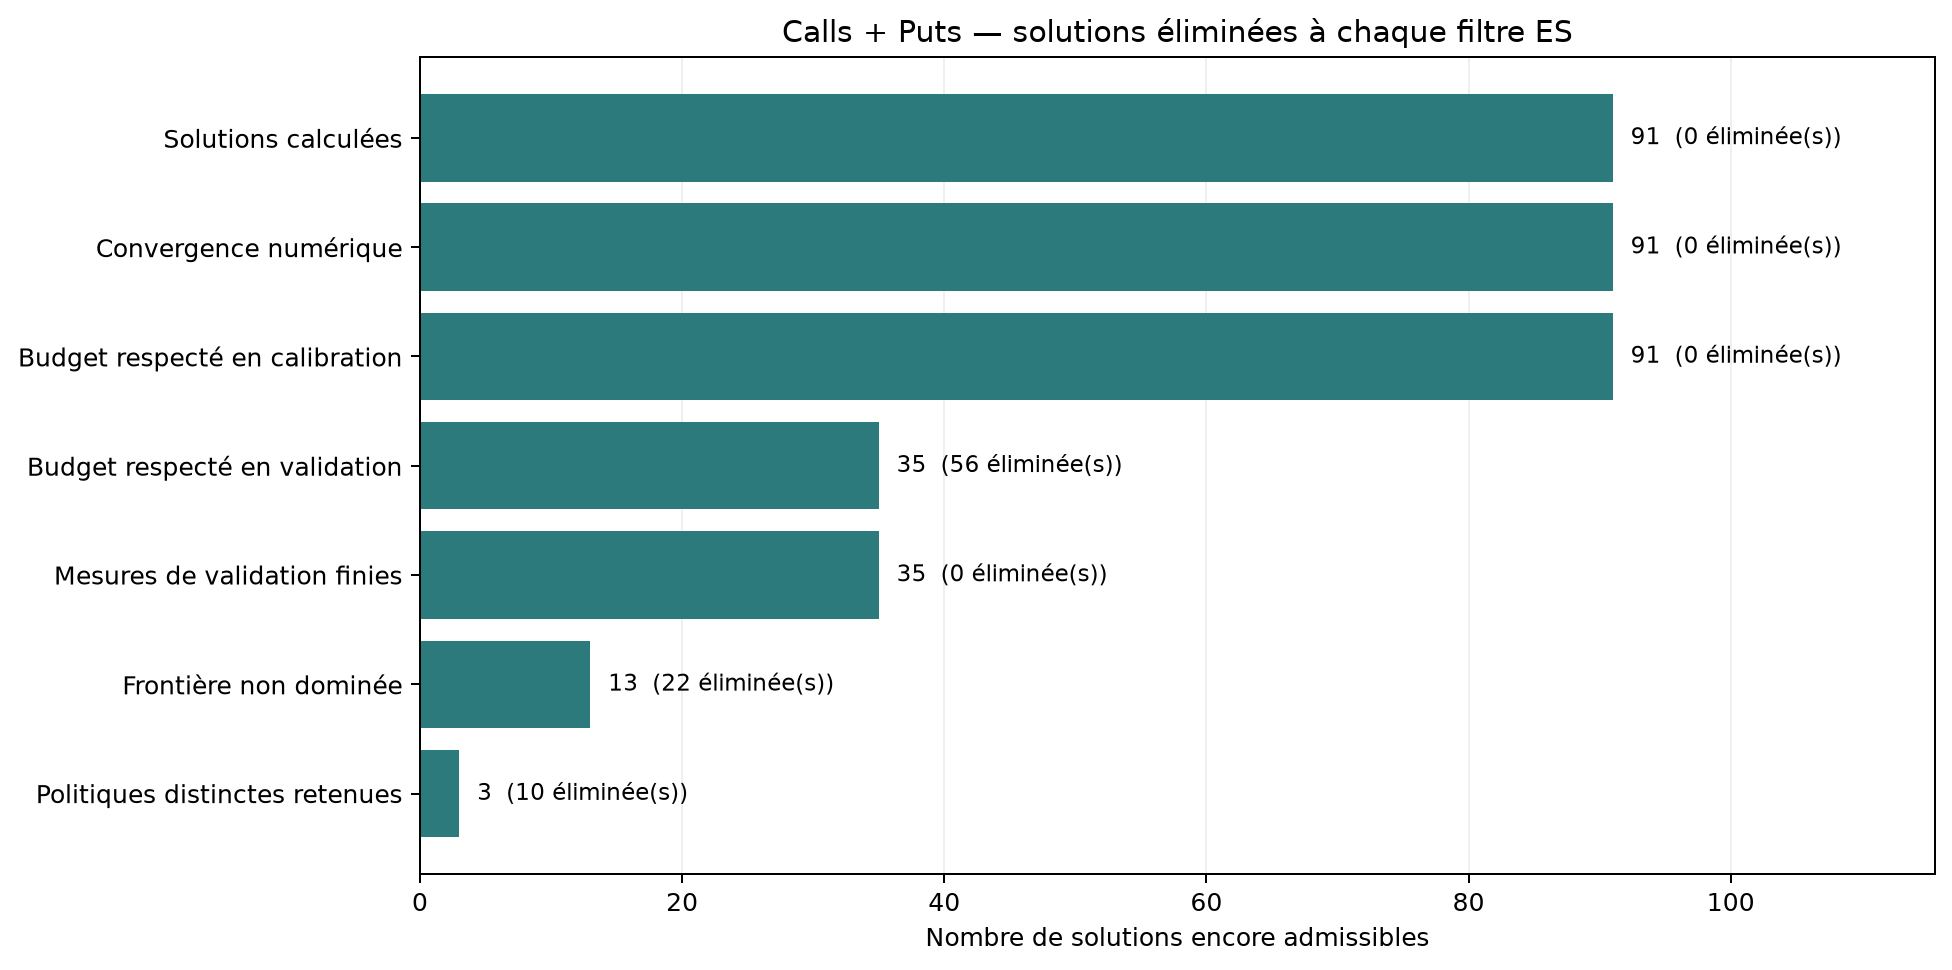 Calls + Puts — solutions éliminées à chaque filtre ES
Solutions calculées
91 (0 éliminée(s))
Convergence numérique
91 (0 éliminée(s))
Budget respecté en calibration
91 (0 éliminée(s))
Budget respecté en validation
35 (56 éliminée(s))
Mesures de validation finies
35 (0 éliminée(s))
Frontière non dominée
13 (22 éliminée(s))
Politiques distinctes retenues
3 (10 éliminée(s))
0 20 40 60 80 100
Nombre de solutions encore admissibles